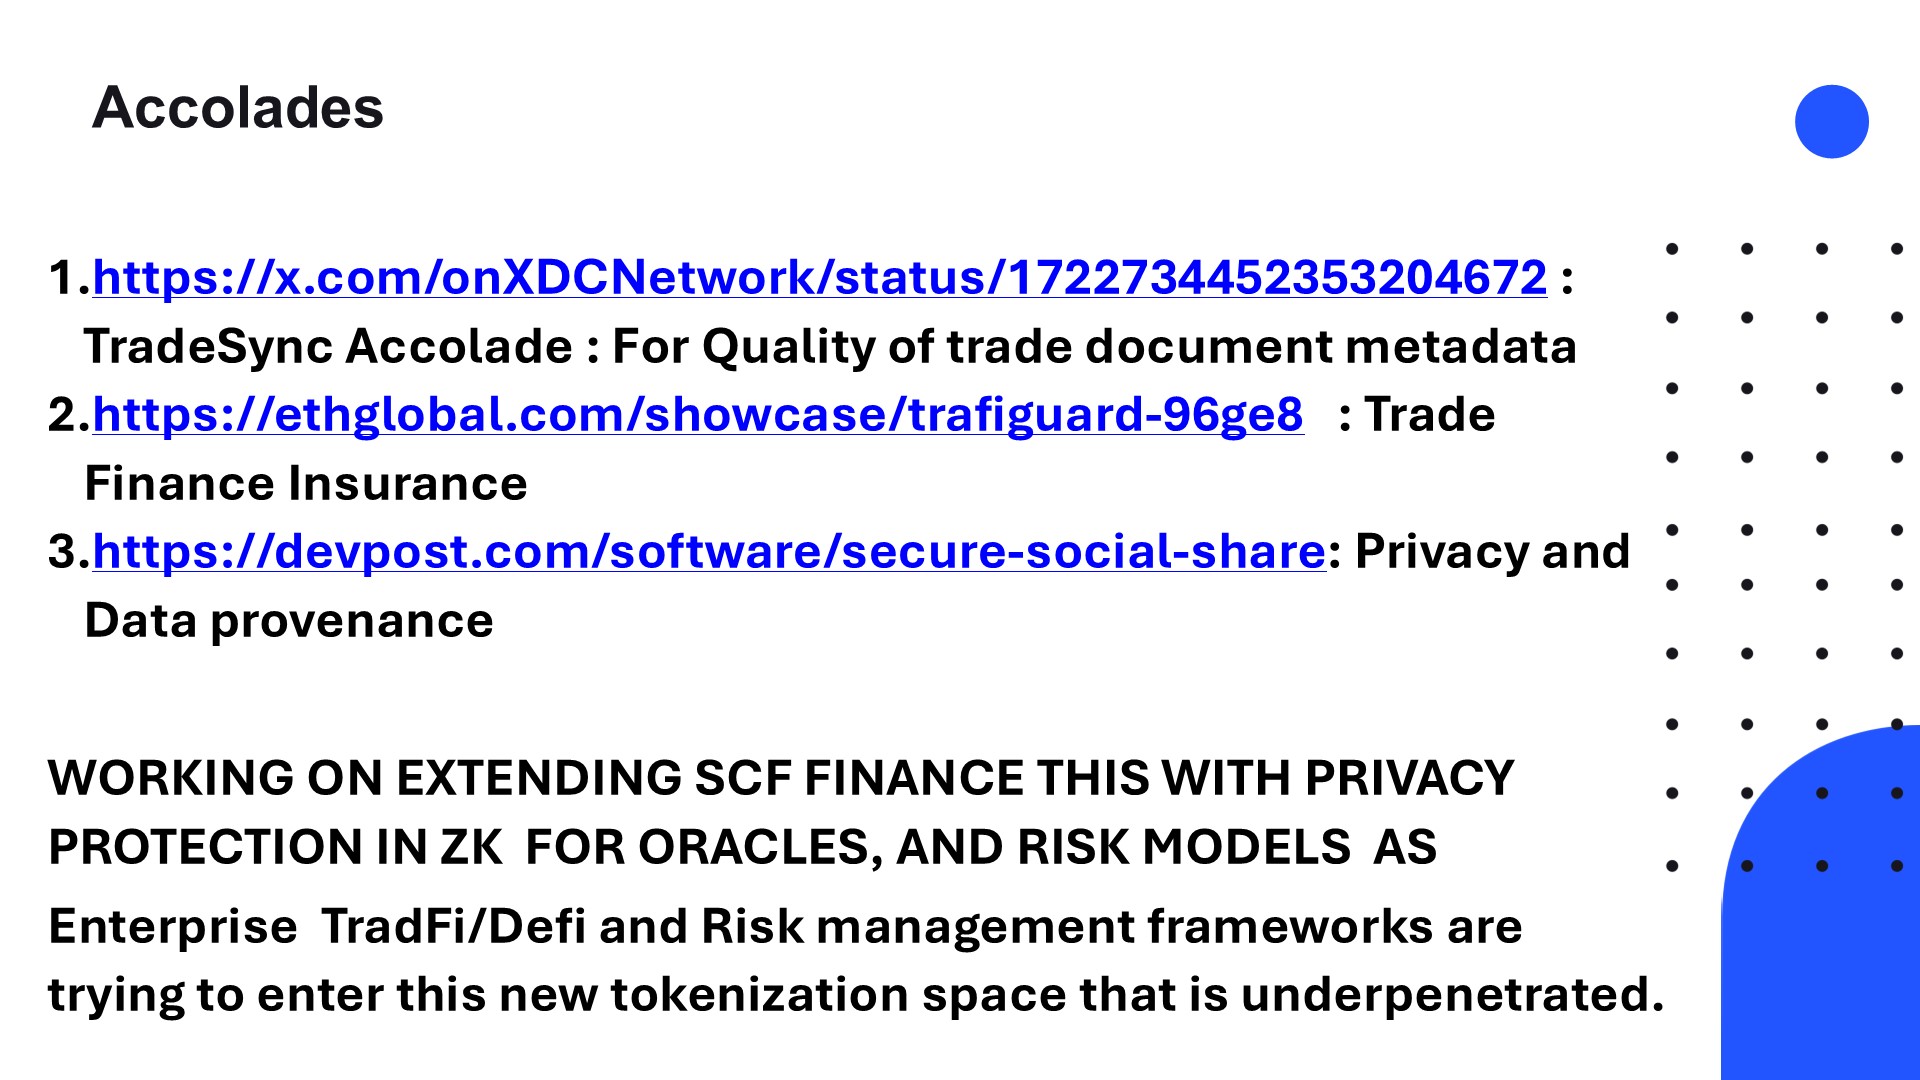 Accolades
1.https://x.com/onXDCNetwork/status/1722734452353204672 :
TradeSync Accolade : For Quality of trade document metadata
2.https://ethglobal.com/showcase/trafiguard-96ge8   : Trade
Finance Insurance
3.https://devpost.com/software/secure-social-share: Privacy and
Data provenance
WORKING ON EXTENDING SCF FINANCE THIS WITH PRIVACY
PROTECTION IN ZK  FOR ORACLES, AND RISK MODELS  AS
Enterprise  TradFi/Defi and Risk management frameworks are
trying to enter this new tokenization space that is underpenetrated.